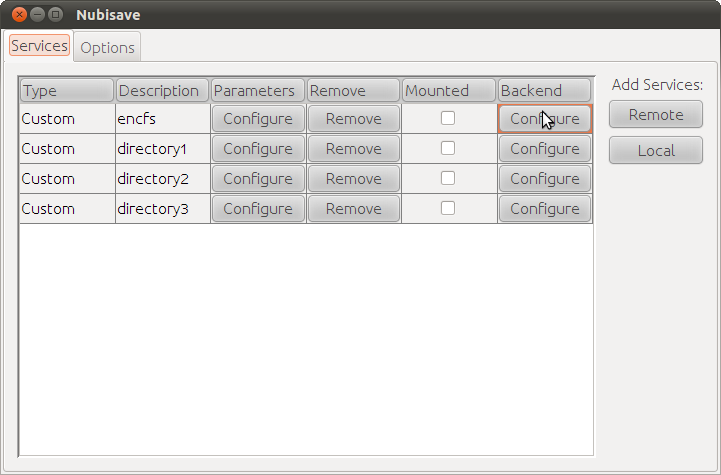 Nubisave
Services Options
Add Services:
Type Description Parameters Remove Mounted Backend
Custom encfs Configure Remove Configure
Remote
Custom directory1 Configure Remove Configure
Local
Custom directory2 Configure Remove Configure
Custom directory3 Configure Remove Configure